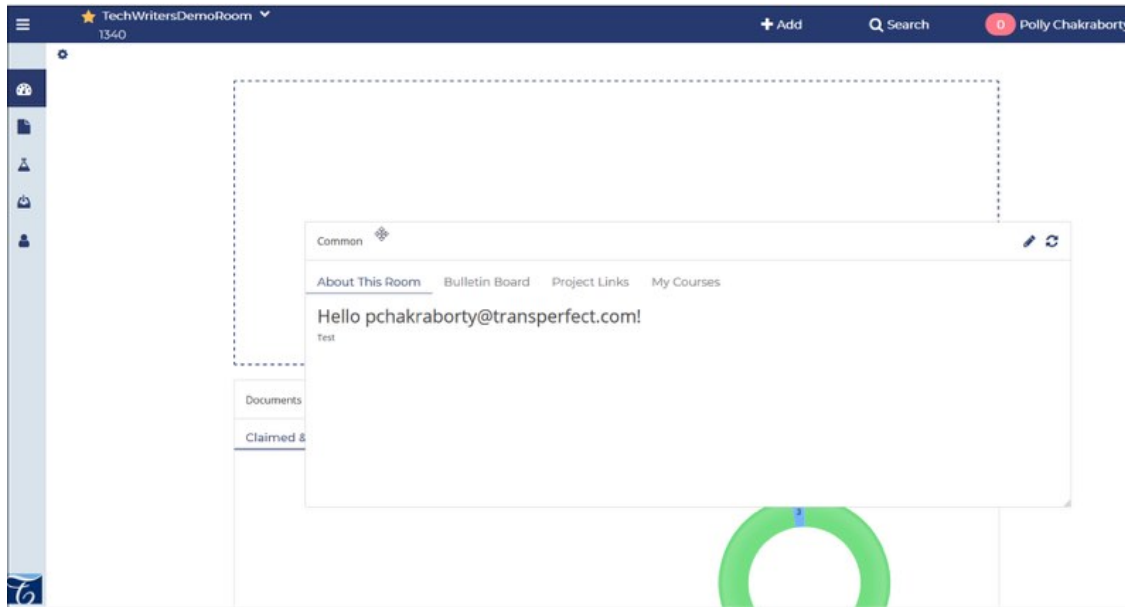 TechWritersDemoRoom
1340
Add
Search
0
Polly Chakraborty
Common
About This Room
Bulletin Board
Project Links
My Courses
Hello pchakraborty@transperfect.com!
Test
Documents
Claimed &
3